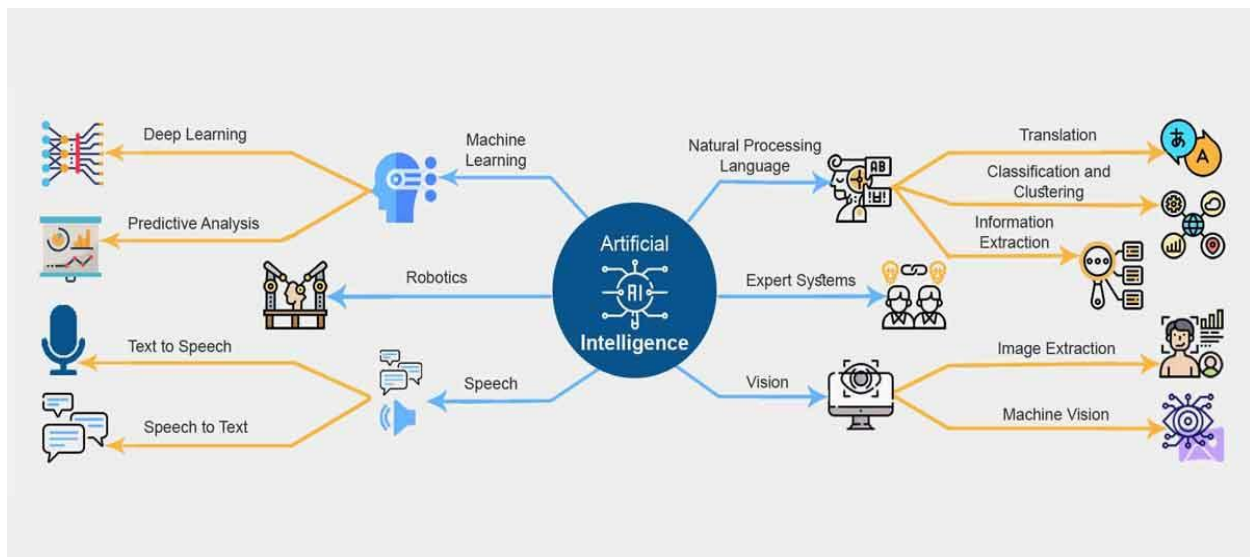 Deep Learning
Predictive Analysis
Machine
Learning
Robotics
Text to Speech
Speech to Text
Speech
Artificial
AI
Intelligence
Natural Processing
Language
AB
Translation
あ
A
Classification and
Clustering
Information
Extraction
Expert Systems
Vision
Image Extraction
Machine Vision